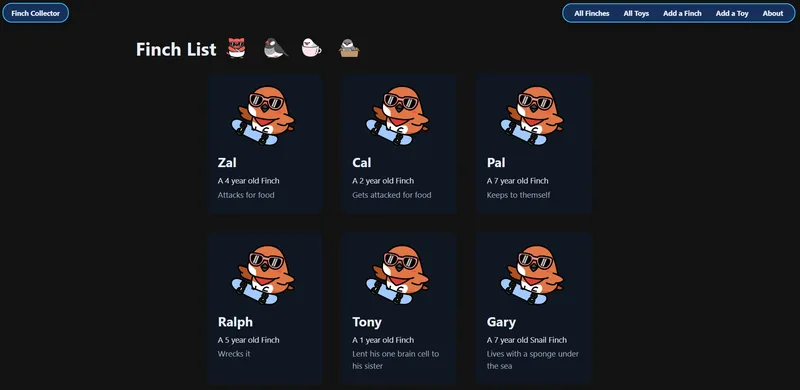 Finch Collector
All Finches All Toys Add a Finch Add a Toy About
Finch List
Zal
A 4 year old Finch
Attacks for food
Cal
A 2 year old Finch
Gets attacked for food
Pal
A 7 year old Finch
Keeps to themself
Ralph
A 5 year old Finch
Wrecks it
Tony
A 1 year old Finch
Lent his one brain cell to
his sister
Gary
A 7 year old Snail Finch
Lives with a sponge under
the sea